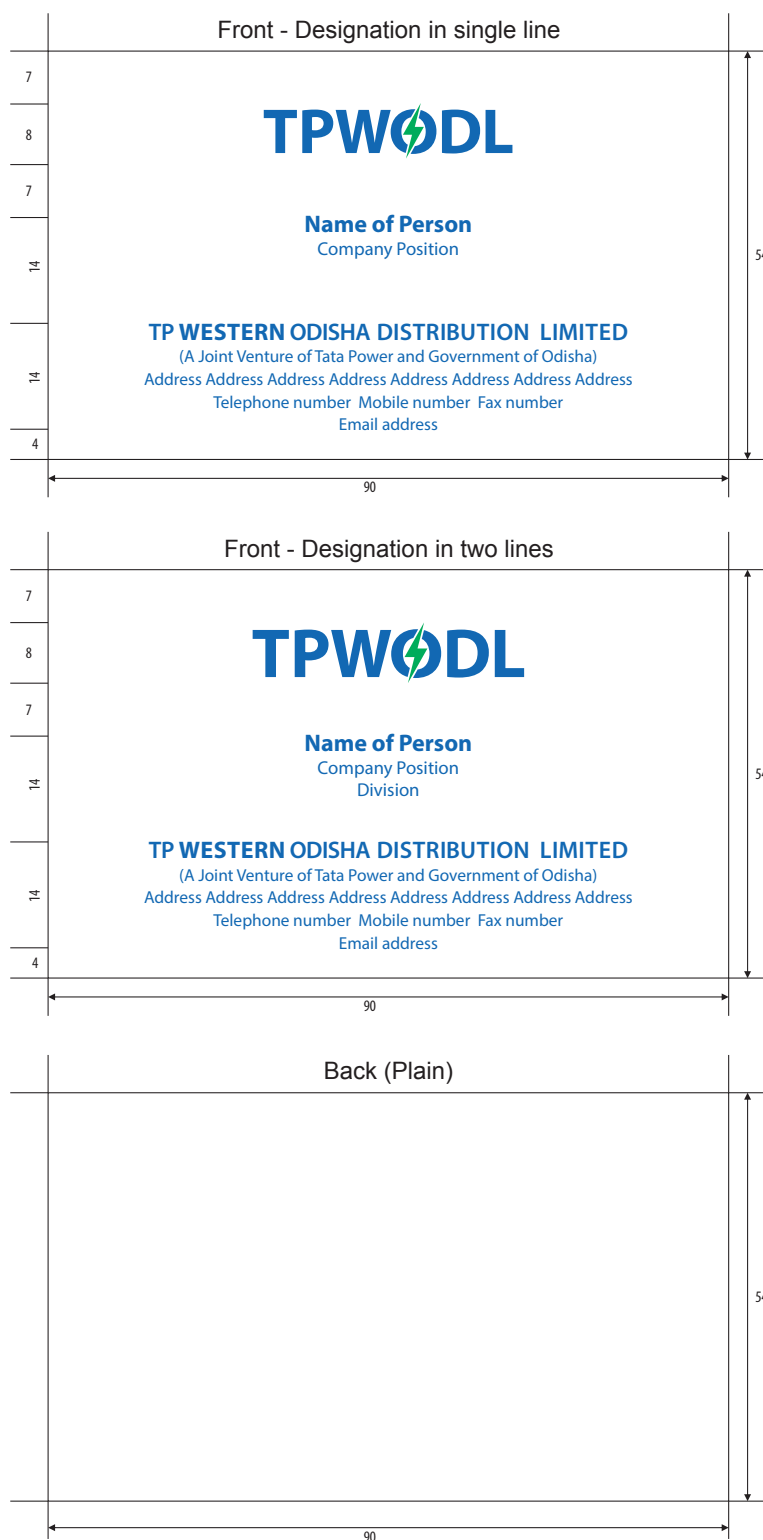 Front - Designation in single line
7
TPWODL
8
7
Name of Person
Company Position
14
54
TP WESTERN ODISHA DISTRIBUTION LIMITED
(A Joint Venture of Tata Power and Government of Odisha)
Address Address Address Address Address Address Address Address
14
Telephone number Mobile number Fax number
Email address
4
90
Front - Designation in two lines
7
TPWODL
8
7
Name of Person
Company Position
Division
14
54
TP WESTERN ODISHA DISTRIBUTION LIMITED
(A Joint Venture of Tata Power and Government of Odisha)
Address Address Address Address Address Address Address Address
14
Telephone number Mobile number Fax number
Email address
4
90
Back (Plain)
54
90